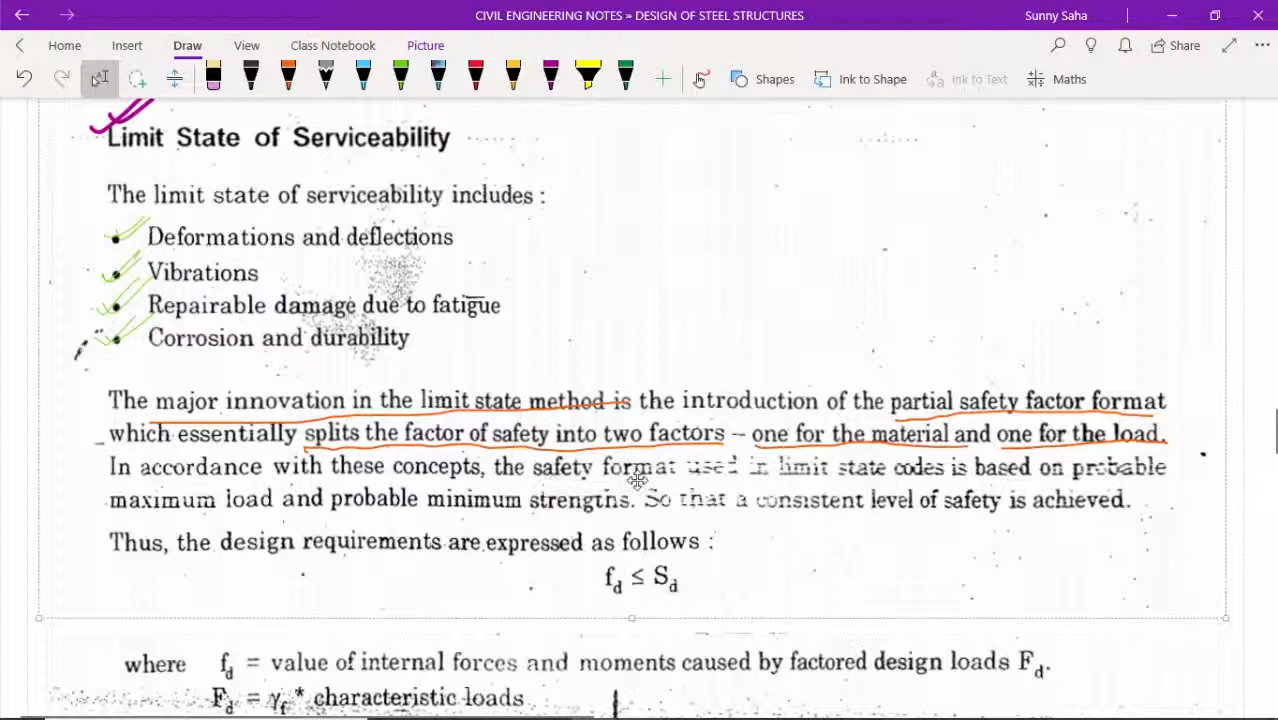 CIVIL ENGINEERING NOTES » DESIGN OF STEEL STRUCTURES
Sunny Saha
Home Insert Draw View Class Notebook Picture
Share
Shapes Ink to Shape Ink to Text Maths
Limit State of Serviceability
The limit state of serviceability includes :
• Deformations and deflections
• Vibrations
• Repairable damage due to fatigue
• Corrosion and durability
The major innovation in the limit state method is the introduction of the partial safety factor format
which essentially splits the factor of safety into two factors – one for the material and one for the load.
In accordance with these concepts, the safety format used in limit state codes is based on probable
maximum load and probable minimum strengths. So that a consistent level of safety is achieved.
Thus, the design requirements are expressed as follows :
f_d ≤ S_d
where f_d = value of internal forces and moments caused by factored design loads F_d.
F_d = γ_f * characteristic loads